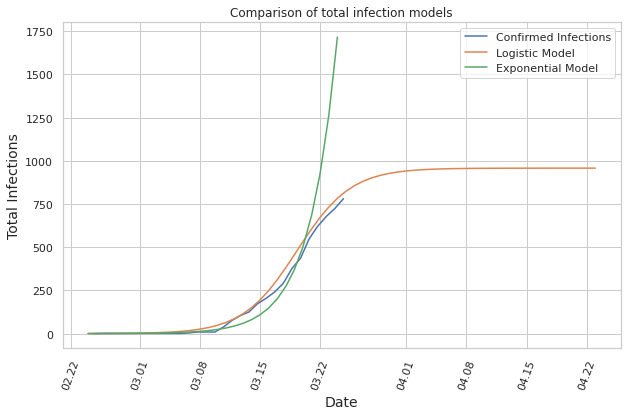 Comparison of total infection models
Confirmed Infections
Logistic Model
Exponential Model
Total Infections
1750
1500
1250
1000
750
500
250
0
02.22
03.01
03.08
03.15
03.22
04.01
04.08
04.15
04.22
Date